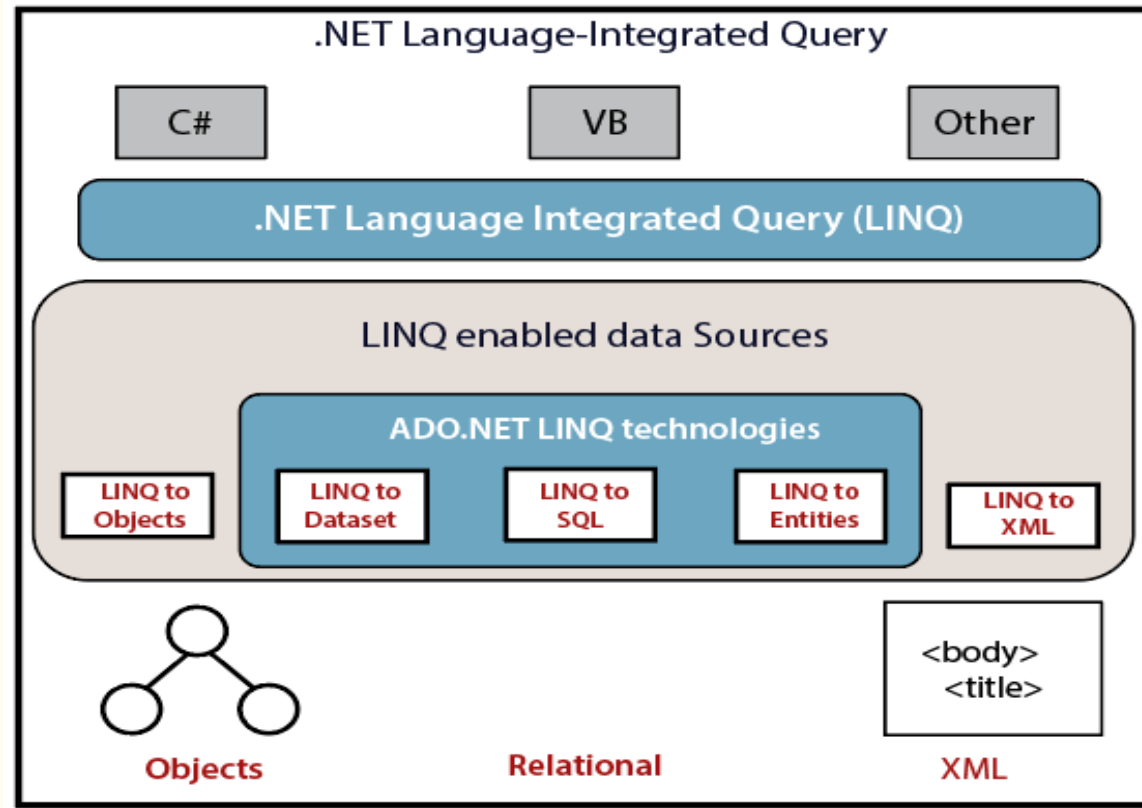 .NET Language-Integrated Query
C#
VB
Other
.NET Language Integrated Query (LINQ)
LINQ enabled data Sources
ADO.NET LINQ technologies
LINQ to
Objects
LINQ to
Dataset
LINQ to
SQL
LINQ to
Entities
LINQ to
XML
<body>
<title>
Objects
Relational
XML